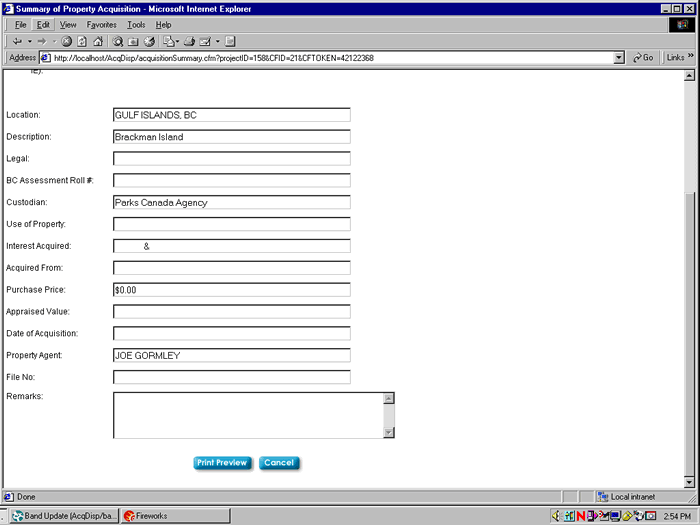 Summary of Property Acquisition - Microsoft Internet Explorer
File Edit View Favorites Tools Help
Address http://localhost/AcqDisp/acquisitionSummary.cfm?projectID=158&CFID=21&CFTOKEN=42122368 Go Links »
Location: GULF ISLANDS, BC
Description: Brackman Island
Legal:
BC Assessment Roll #:
Custodian: Parks Canada Agency
Use of Property:
Interest Acquired: &
Acquired From:
Purchase Price: $0.00
Appraised Value:
Date of Acquisition:
Property Agent: JOE GORMLEY
File No:
Remarks:
Print Preview Cancel
Done Local intranet
Band Update (AcqDisp/ba... Fireworks 2:54 PM